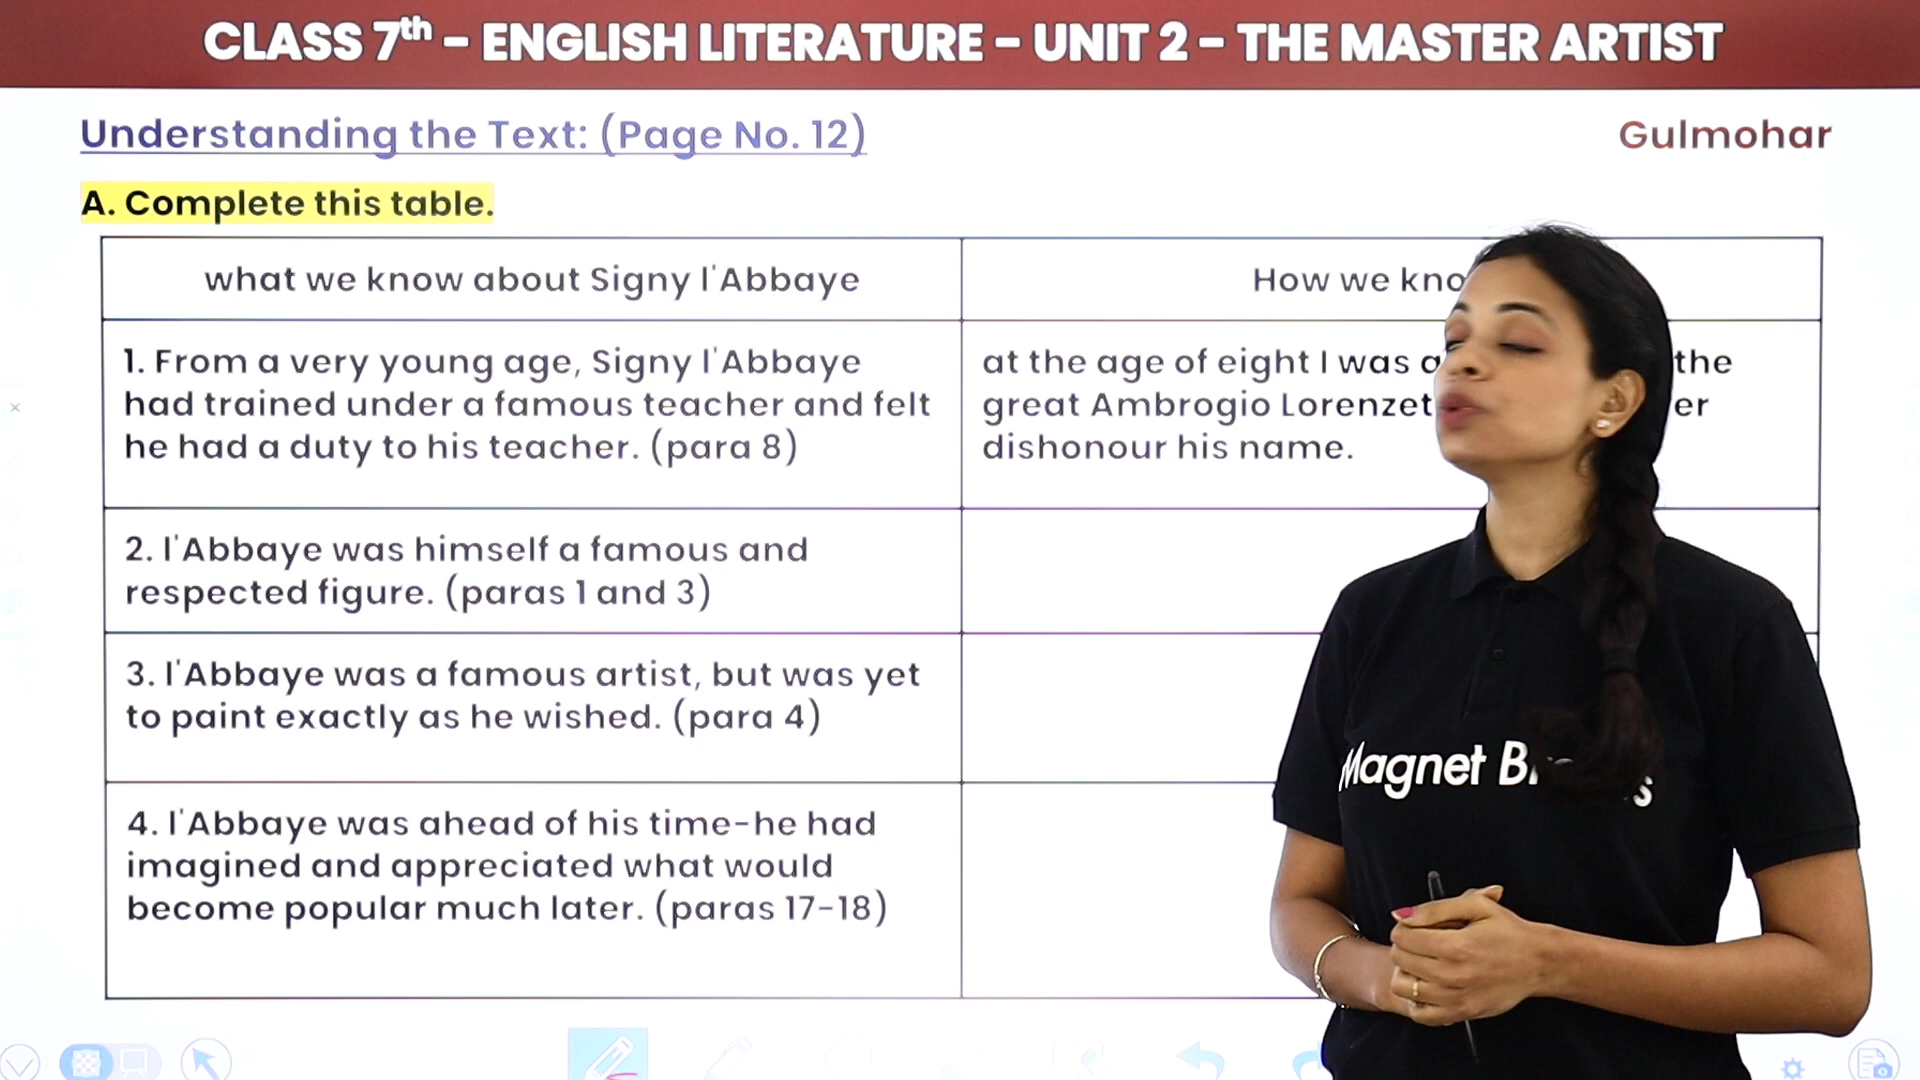 CLASS 7th - ENGLISH LITERATURE - UNIT 2 - THE MASTER ARTIST
Understanding the Text: (Page No. 12)
Gulmohar
A. Complete this table.
what we know about Signy l'Abbaye
How we
1. From a very young age, Signy l'Abbaye
had trained under a famous teacher and felt
he had a duty to his teacher. (para 8)
at the age of eight I was the
great Ambrogio
dishonour his name.
2. l'Abbaye was himself a famous and
respected figure. (paras 1 and 3)
3. l'Abbaye was a famous artist, but was yet
to paint exactly as he wished. (para 4)
4. l'Abbaye was ahead of his time-he had
imagined and appreciated what would
become popular much later. (paras 17-18)
Magnet